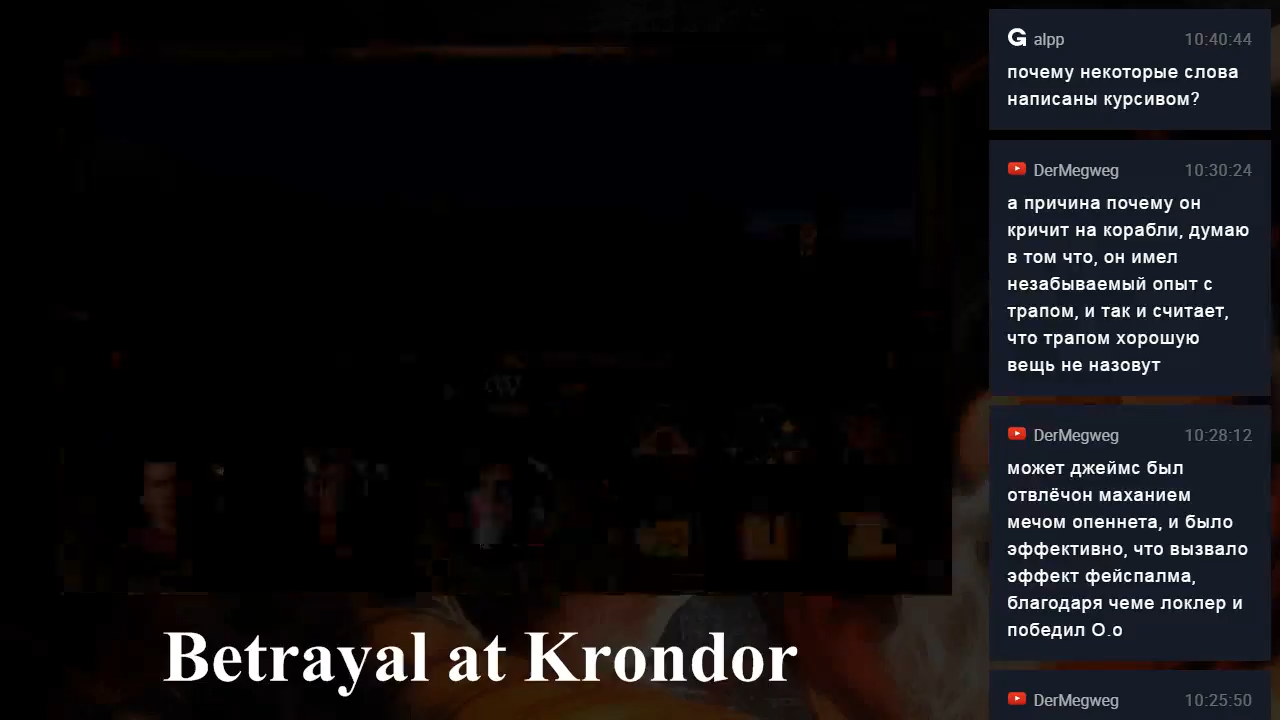 alpp 10:40:44
почему некоторые слова
написаны курсивом?
DerMegweg 10:30:24
а причина почему он
кричит на корабли, думаю
в том что, он имел
незабываемый опыт с
трапом, и так и считает,
что трапом хорошую
вещь не назовут
DerMegweg 10:28:12
может джеймс был
отвлёчон маханием
мечом опеннета, и было
эффективно, что вызвало
эффект фейспалма,
благодаря чеме локлер и
победил О.о
DerMegweg 10:25:50
Betrayal at Krondor